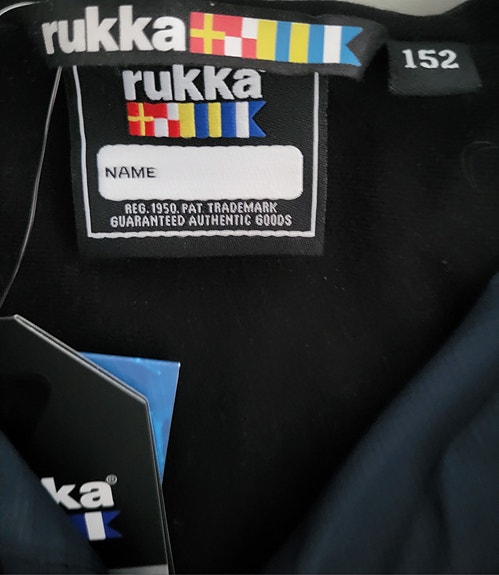 rukka
152
rukka
NAME
REG. 1950. PAT TRADEMARK
GUARANTEED AUTHENTIC GOODS
ka®